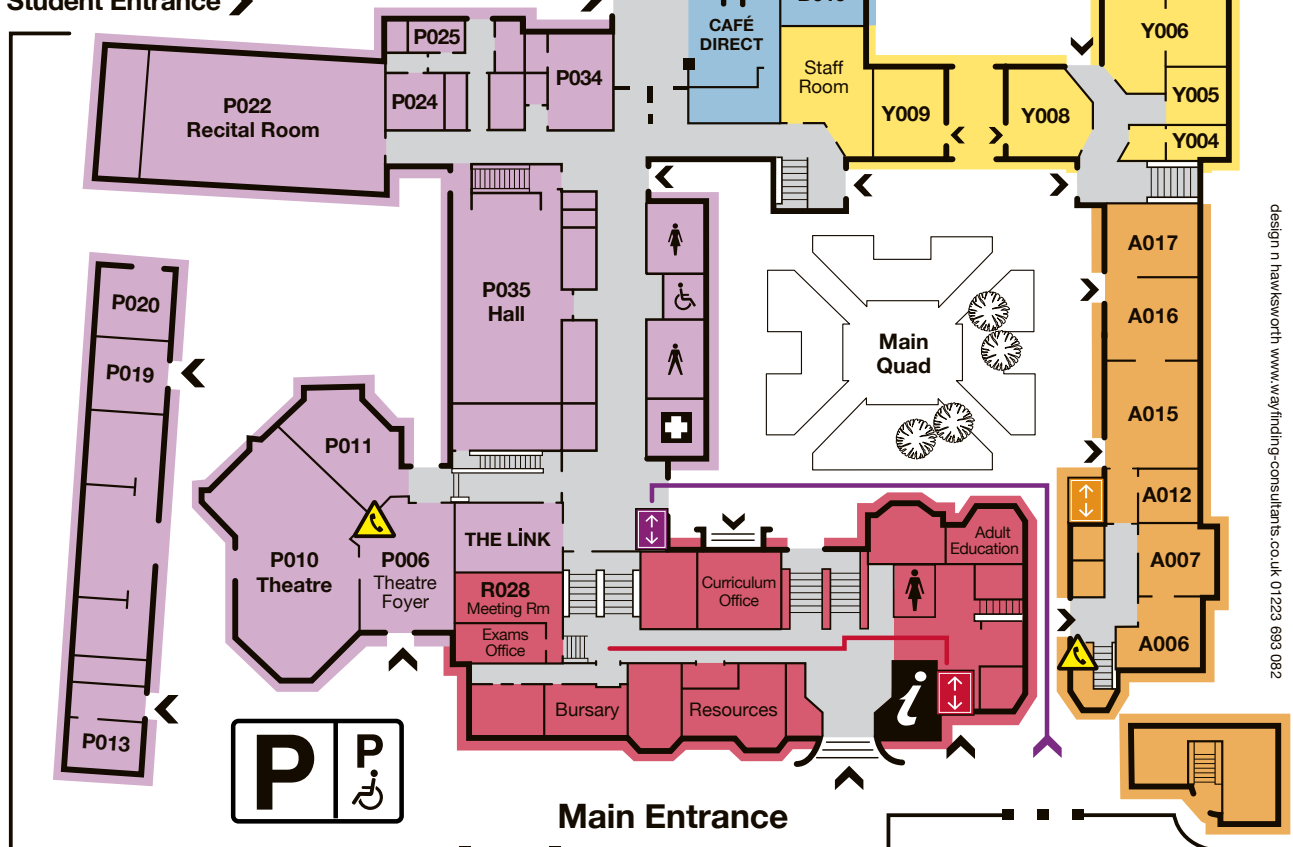 Student Entrance
P025
P022
Recital Room
P024
P034
CAFÉ
DIRECT
Staff
Room
Y009
Y008
Y006
Y005
Y004
P035
Hall
Main
Quad
A017
A016
A015
A012
A007
A006
P020
P019
P013
P011
P010
Theatre
P006
Theatre
Foyer
THE LiNK
R028
Meeting Rm
Exams
Office
Curriculum
Office
Adult
Education
Bursary
Resources
i
P
P
Main Entrance
design n hawksworth www.wayfinding-consultants.co.uk 01223 693 082